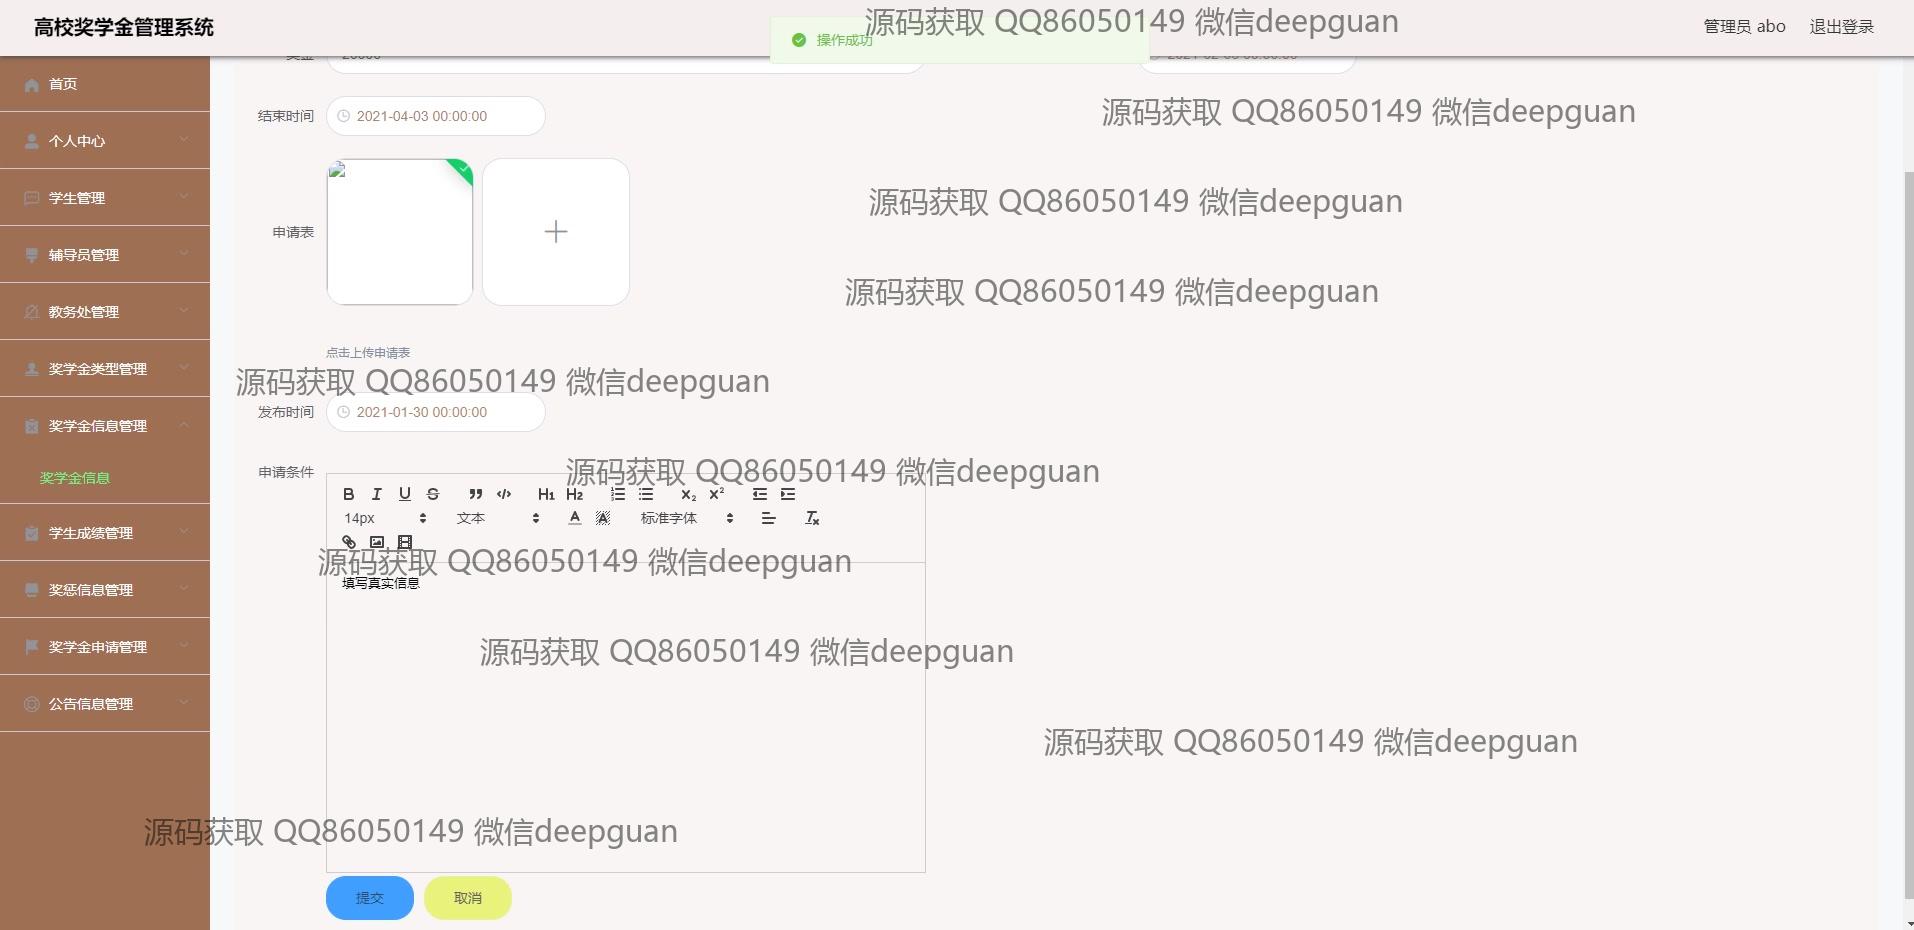 高校奖学金管理系统
源码获取 QQ86050149 微信deepguan
操作成功
管理员 abo
退出登录
首页
个人中心
学生管理
辅导员管理
教务处管理
奖学金类型管理
奖学金信息管理
奖学金信息
学生成绩管理
奖惩信息管理
奖学金申请管理
公告信息管理
结束时间
2021-04-03 00:00:00
源码获取 QQ86050149 微信deepguan
源码获取 QQ86050149 微信deepguan
申请表
源码获取 QQ86050149 微信deepguan
点击上传申请表
源码获取 QQ86050149 微信deepguan
发布时间
2021-01-30 00:00:00
申请条件
源码获取 QQ86050149 微信deepguan
B I U S H1 H2 X2 X2
14px 文本 A A 标准字体 Tx
源码获取 QQ86050149 微信deepguan
填写真实信息
源码获取 QQ86050149 微信deepguan
源码获取 QQ86050149 微信deepguan
源码获取 QQ86050149 微信deepguan
提交
取消